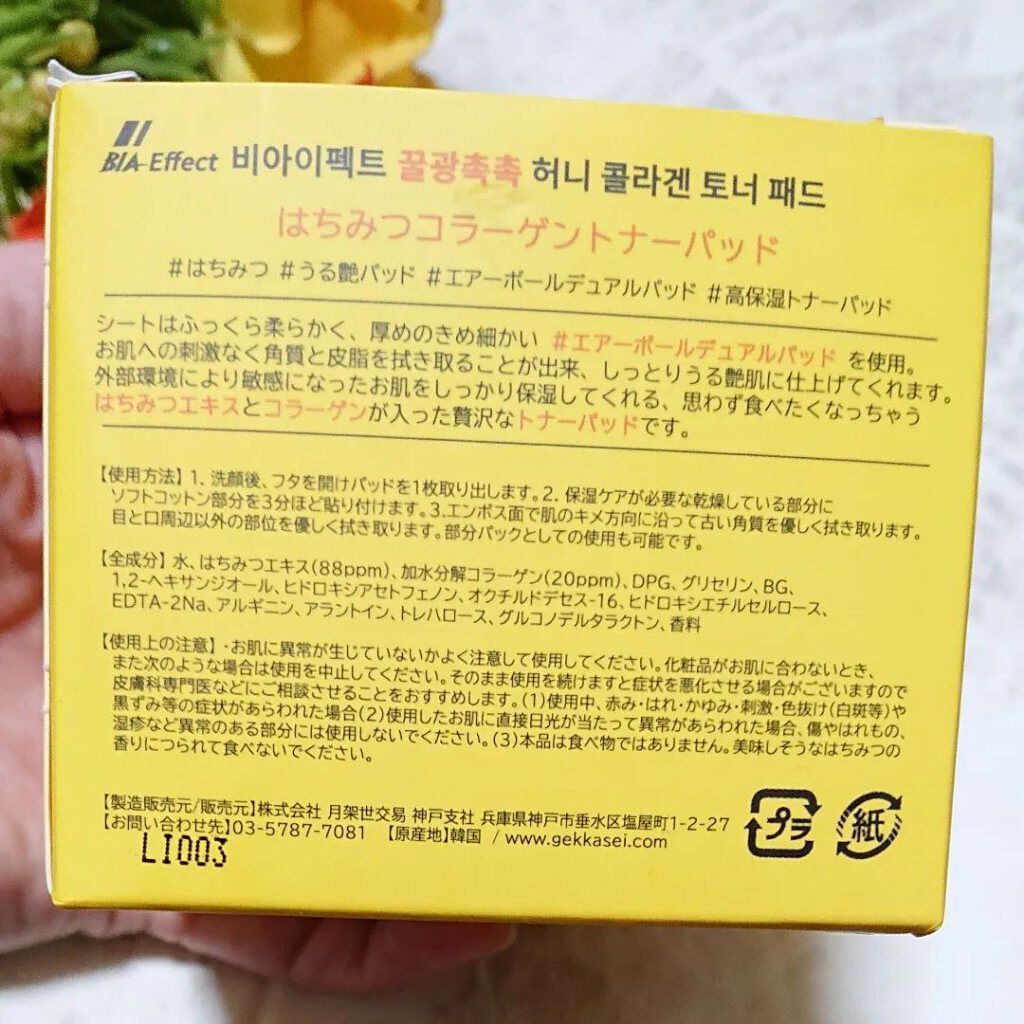 BIA-Effect 비아이펙트 꿀광촉촉 허니 콜라겐 토너 패드
はちみつコラーゲントナーパッド
#はちみつ #うる艶パッド #エアーボールデュアルパッド #高保湿トナーパッド
シートはふっくら柔らかく、厚めのきめ細かい #エアーボールデュアルパッド を使用。
お肌への刺激なく角質と皮脂を拭き取ることが出来、しっとりうる艶肌に仕上げてくれます。
外部環境により敏感になったお肌をしっかり保湿してくれる、思わず食べたくなっちゃう
はちみつエキスとコラーゲンが入った贅沢なトナーパッドです。
【使用方法】1. 洗顔後、フタを開けパッドを1枚取り出します。2. 保湿ケアが必要な乾燥している部分に
ソフトコットン部分を3分ほど貼り付けます。3.エンボス面で肌のキメ方向に沿って古い角質を優しく拭き取ります。
目と口周辺以外の部位を優しく拭き取ります。部分パックとしての使用も可能です。
【全成分】水、はちみつエキス(88ppm)、加水分解コラーゲン(20ppm)、DPG、グリセリン、BG、
1,2-ヘキサンジオール、ヒドロキシアセトフェノン、オクチルドデセス-16、ヒドロキシエチルセルロース、
EDTA-2Na、アルギニン、アラントイン、トレハロース、グルコノデルタラクトン、香料
【使用上の注意】・お肌に異常が生じていないかよく注意して使用してください。化粧品がお肌に合わないとき、
また次のような場合は使用を中止してください。そのまま使用を続けますと症状を悪化させる場合がございますので
皮膚科専門医などにご相談させることをおすすめします。(1)使用中、赤み・はれ・かゆみ・刺激・色抜け(白斑等)や
黒ずみ等の症状があらわれた場合(2)使用したお肌に直接日光が当たって異常があらわれた場合、傷やはれもの、
湿疹など異常のある部分には使用しないでください。(3)本品は食べ物ではありません。美味しそうなはちみつの
香りにつられて食べないでください。
【製造販売元/販売元】株式会社 月架世交易 神戸支社 兵庫県神戸市垂水区塩屋町1-2-27
【お問い合わせ先】03-5787-7081 【原産地】韓国 / www.gekkasei.com
プラ 紙
LI003